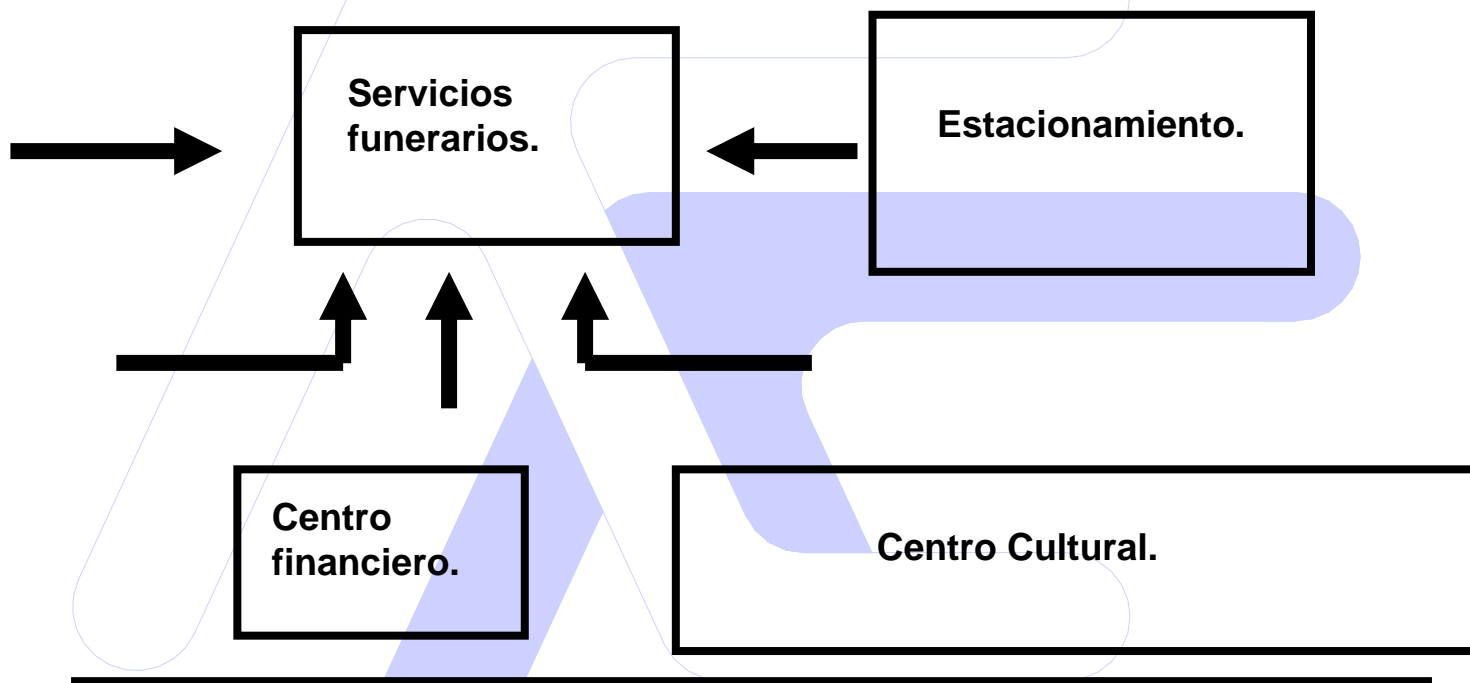 Servicios
funerarios.
Estacionamiento.
Centro
financiero.
Centro Cultural.